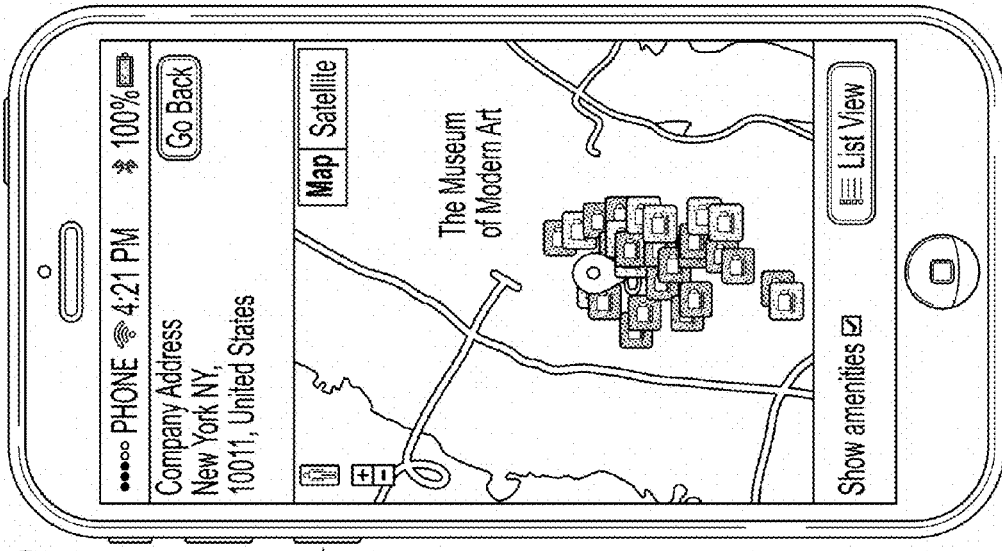 PHONE 4:21 PM 100%
Company Address
New York NY,
10011, United States
Go Back
Map Satellite
The Museum
of Modern Art
+
-
Show amenities
List View